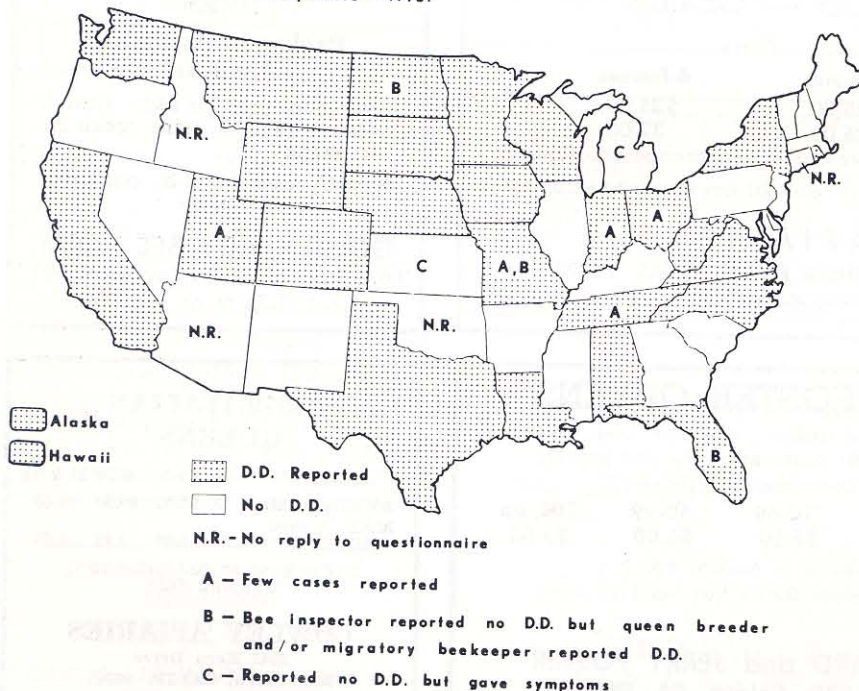 B
N.R.
C
N.R.
A
A
A
C
A,B
A
N.R.
N.R.
B
Alaska
Hawaii
D.D. Reported
No D.D.
N.R.-No reply to questionnaire
A – Few cases reported
B – Bee Inspector reported no D.D. but queen breeder
and/or migratory beekeeper reported D.D.
C – Reported no D.D. but gave symptoms